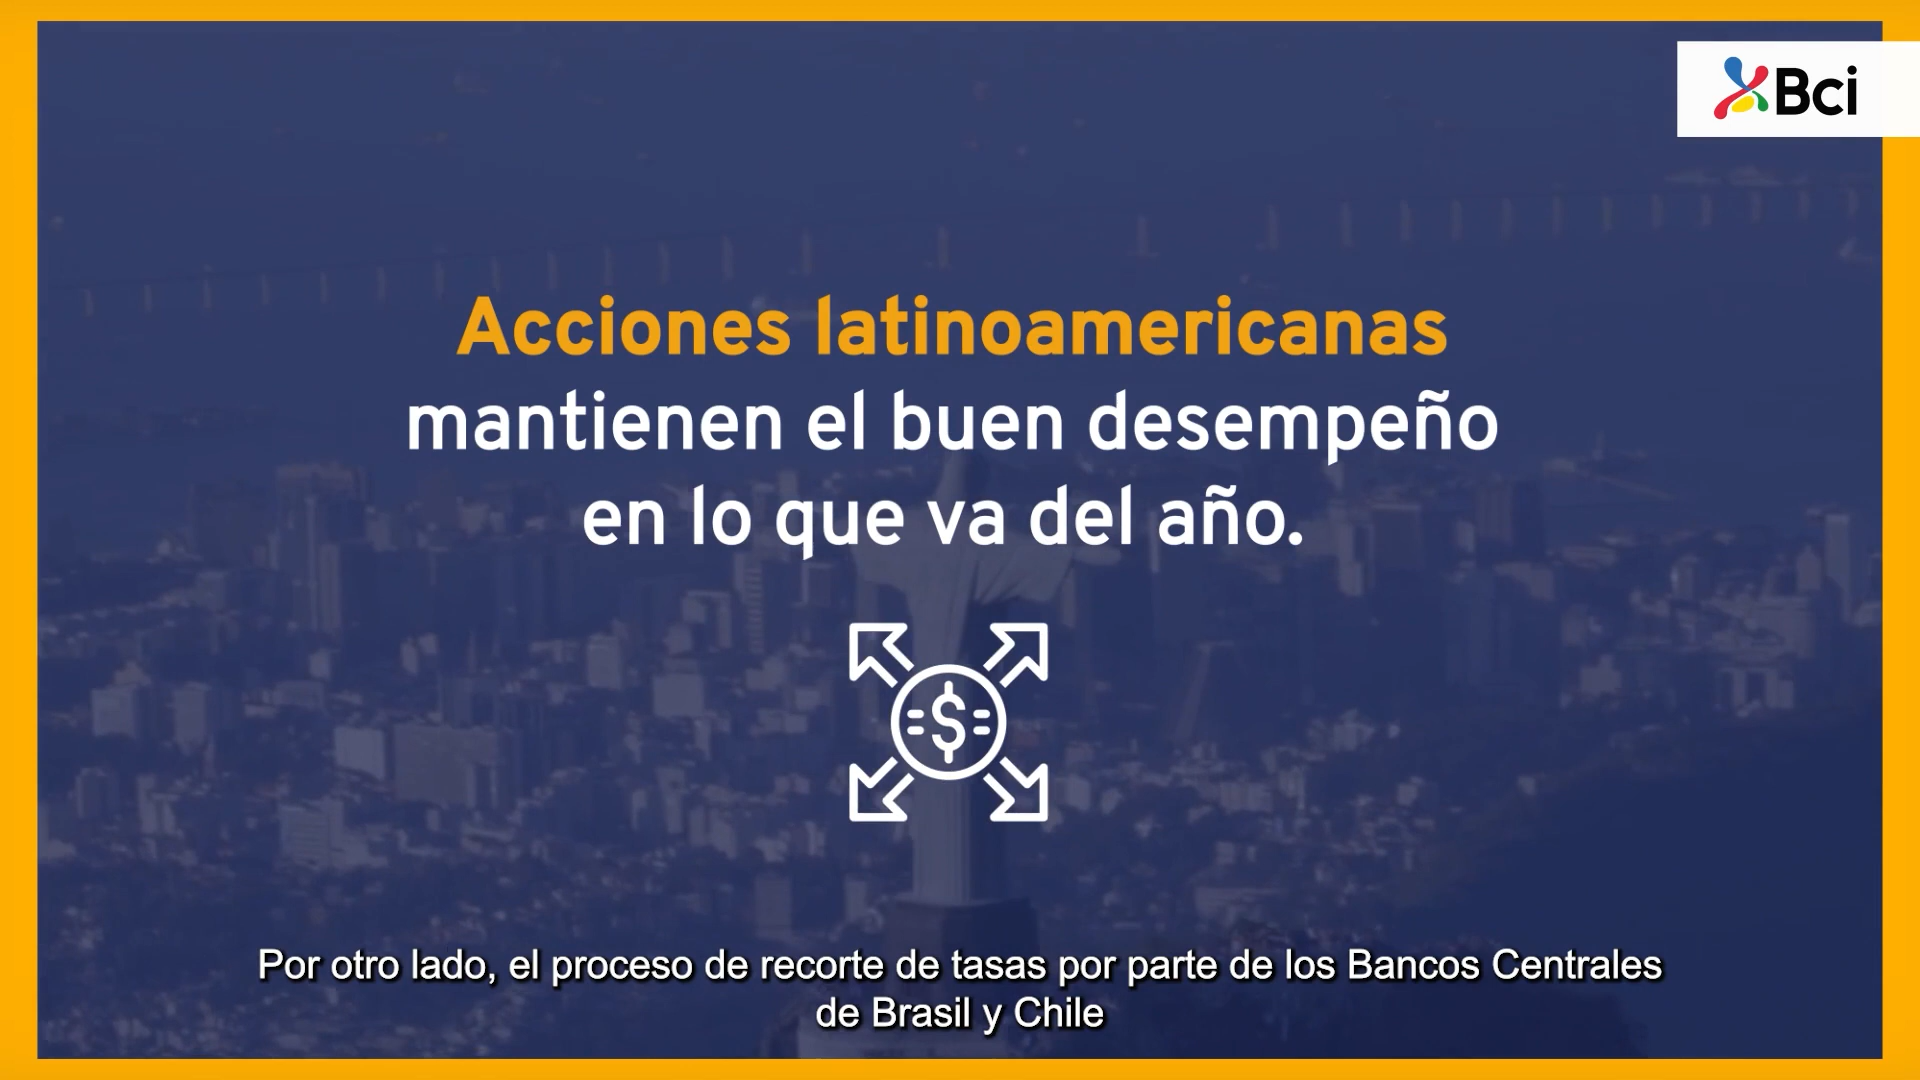 Bci
Acciones latinoamericanas
mantienen el buen desempeño
en lo que va del año.
$
Por otro lado, el proceso de recorte de tasas por parte de los Bancos Centrales
de Brasil y Chile